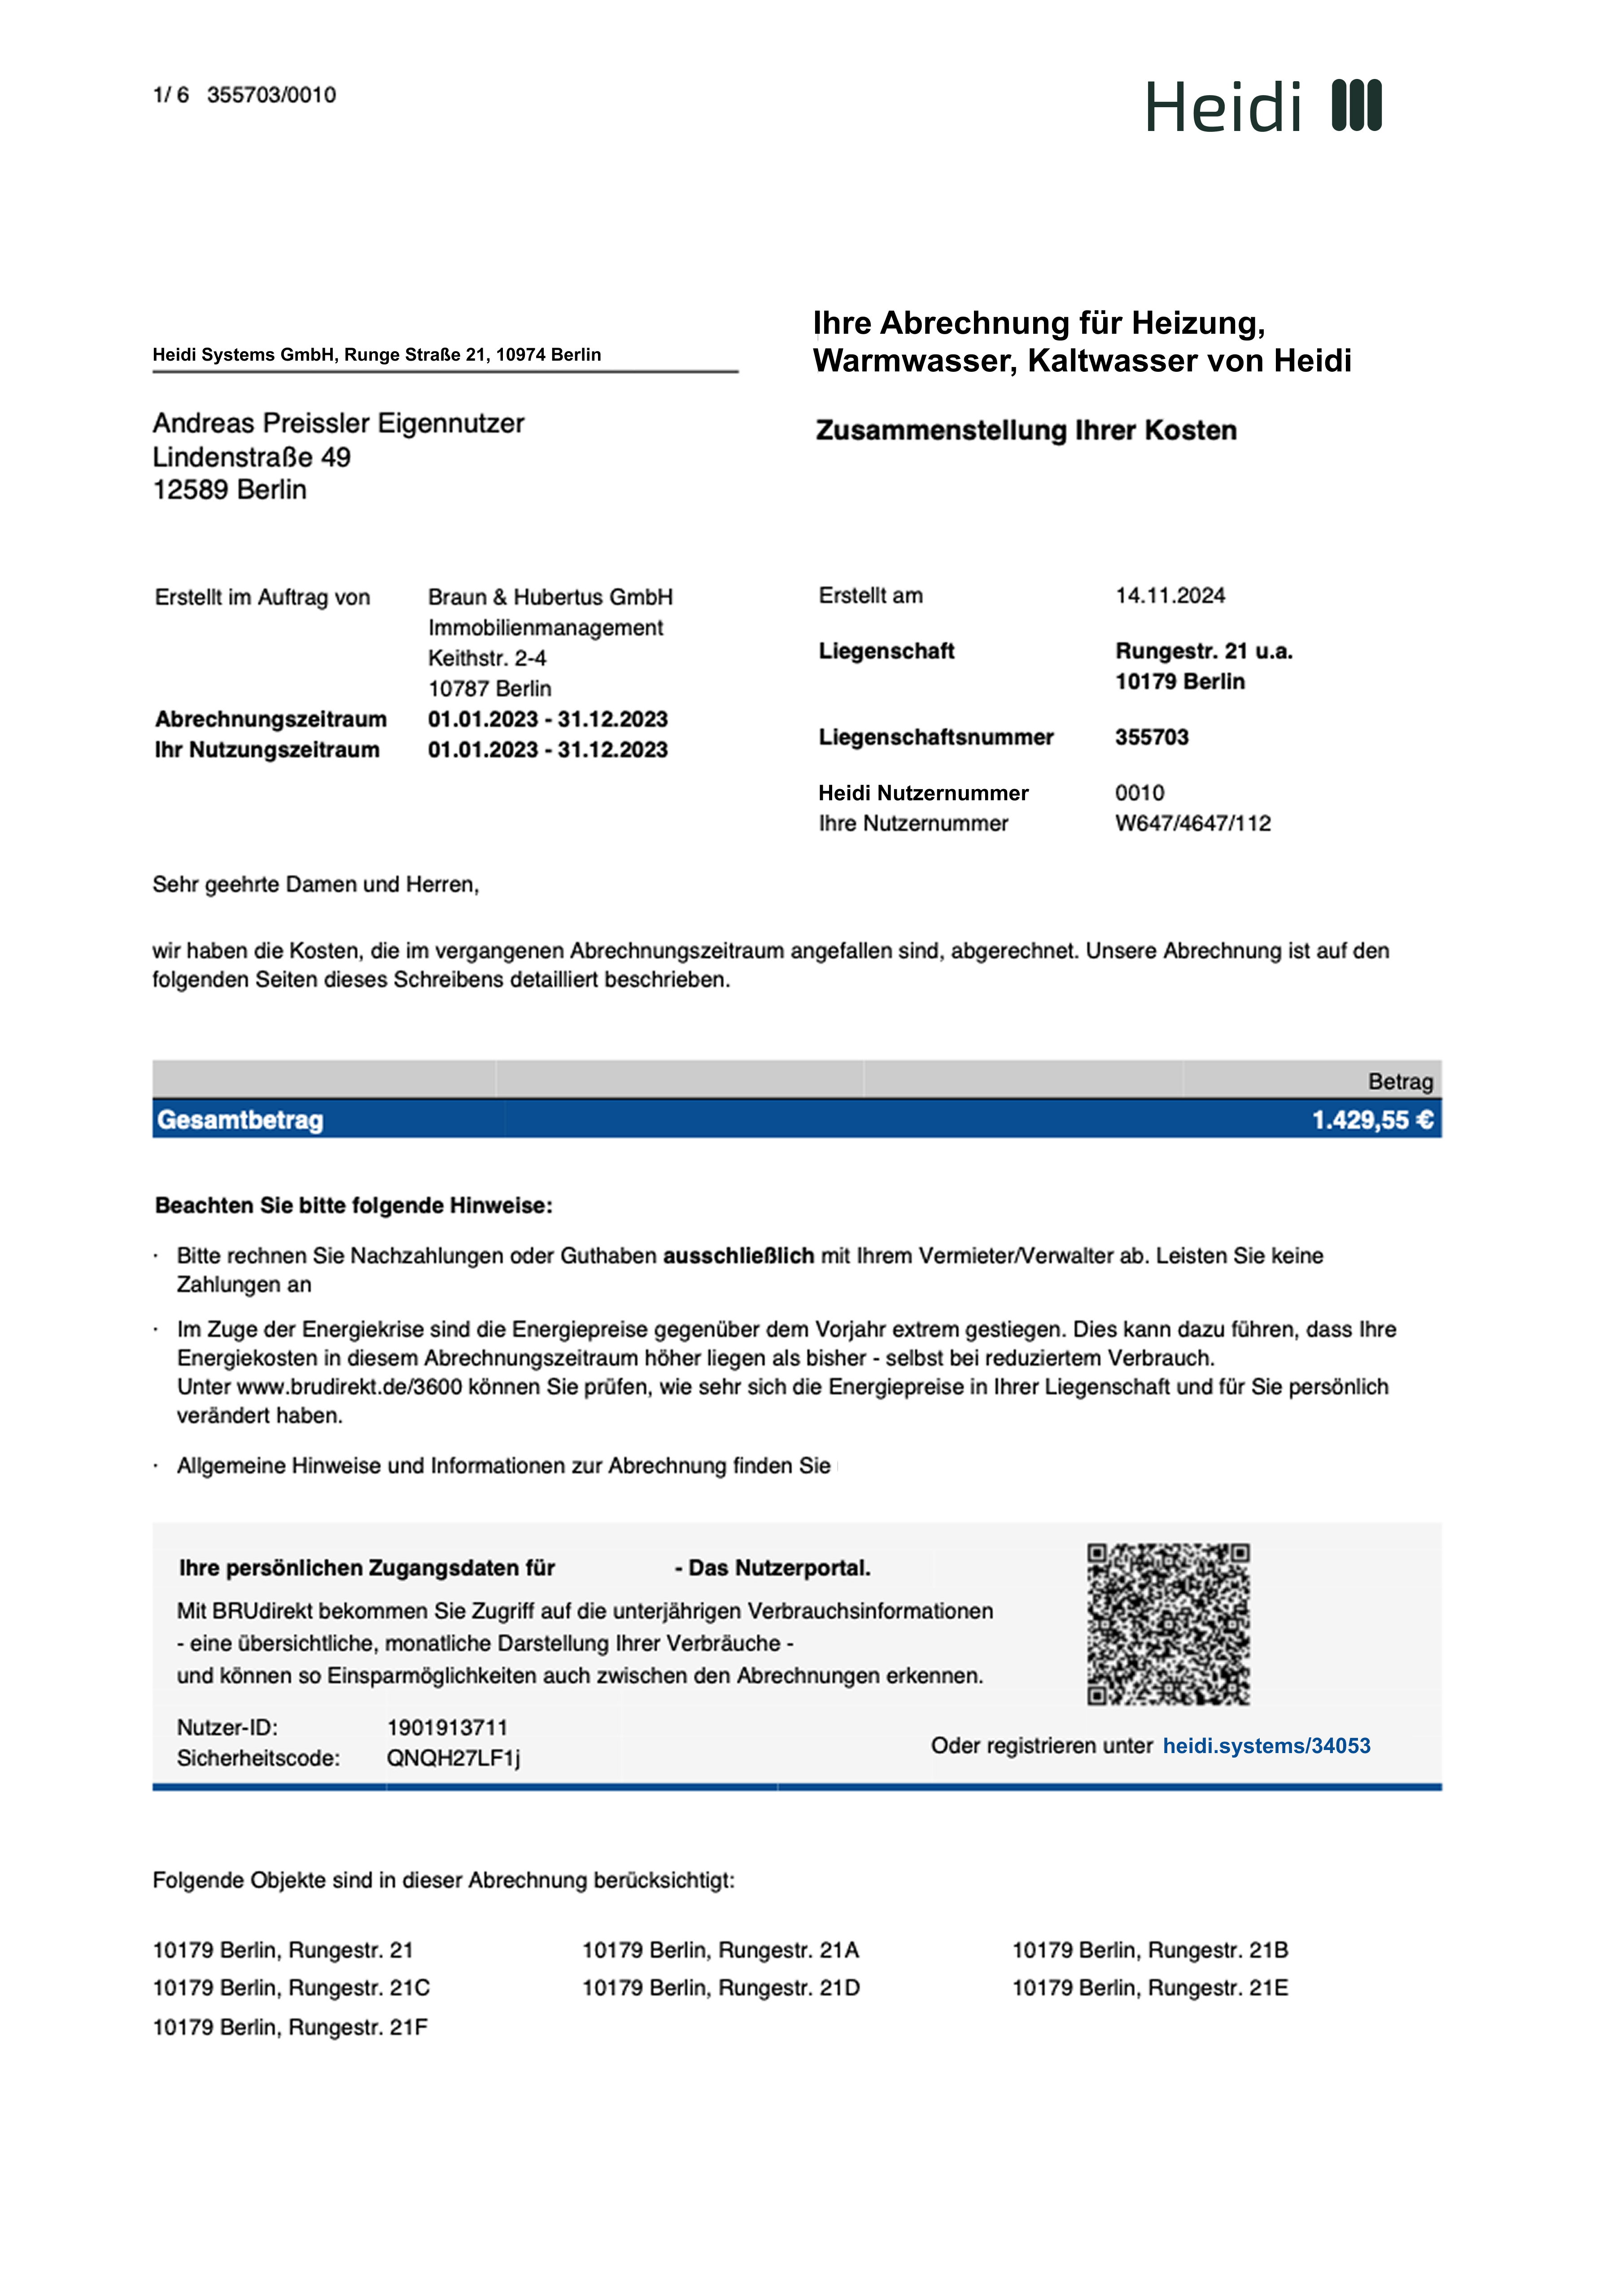 1/ 6 355703/0010
Heidi
Ihre Abrechnung für Heizung,
Warmwasser, Kaltwasser von Heidi
Heidi Systems GmbH, Runge Straße 21, 10974 Berlin
Andreas Preissler Eigennutzer
Lindenstraße 49
12589 Berlin
Zusammenstellung Ihrer Kosten
Erstellt im Auftrag von Braun & Hubertus GmbH
Immobilienmanagement
Keithstr. 2-4
10787 Berlin
Abrechnungszeitraum 01.01.2023 - 31.12.2023
Ihr Nutzungszeitraum 01.01.2023 - 31.12.2023
Erstellt am 14.11.2024
Liegenschaft Rungestr. 21 u.a.
10179 Berlin
Liegenschaftsnummer 355703
Heidi Nutzernummer 0010
Ihre Nutzernummer W647/4647/112
Sehr geehrte Damen und Herren,
wir haben die Kosten, die im vergangenen Abrechnungszeitraum angefallen sind, abgerechnet. Unsere Abrechnung ist auf den
folgenden Seiten dieses Schreibens detailliert beschrieben.
Betrag
Gesamtbetrag 1.429,55 €
Beachten Sie bitte folgende Hinweise:
· Bitte rechnen Sie Nachzahlungen oder Guthaben ausschließlich mit Ihrem Vermieter/Verwalter ab. Leisten Sie keine
Zahlungen an
· Im Zuge der Energiekrise sind die Energiepreise gegenüber dem Vorjahr extrem gestiegen. Dies kann dazu führen, dass Ihre
Energiekosten in diesem Abrechnungszeitraum höher liegen als bisher - selbst bei reduziertem Verbrauch.
Unter www.brudirekt.de/3600 können Sie prüfen, wie sehr sich die Energiepreise in Ihrer Liegenschaft und für Sie persönlich
verändert haben.
· Allgemeine Hinweise und Informationen zur Abrechnung finden Sie
Ihre persönlichen Zugangsdaten für - Das Nutzerportal.
Mit BRUdirekt bekommen Sie Zugriff auf die unterjährigen Verbrauchsinformationen
- eine übersichtliche, monatliche Darstellung Ihrer Verbräuche -
und können so Einsparmöglichkeiten auch zwischen den Abrechnungen erkennen.
Nutzer-ID: 1901913711
Sicherheitscode: QNQH27LF1j
Oder registrieren unter heidi.systems/34053
Folgende Objekte sind in dieser Abrechnung berücksichtigt:
10179 Berlin, Rungestr. 21 10179 Berlin, Rungestr. 21A 10179 Berlin, Rungestr. 21B
10179 Berlin, Rungestr. 21C 10179 Berlin, Rungestr. 21D 10179 Berlin, Rungestr. 21E
10179 Berlin, Rungestr. 21F